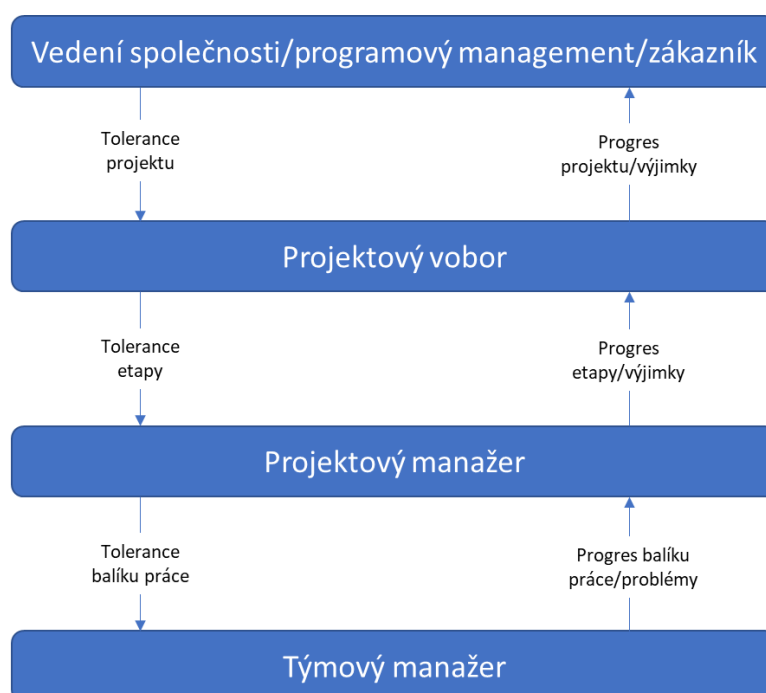 Vedení společnosti/programový management/zákazník
Tolerance
projektu
Progres
projektu/výjimky
Projektový vobor
Tolerance
etapy
Progres
etapy/výjimky
Projektový manažer
Tolerance
balíku práce
Progres balíku
práce/problémy
Týmový manažer